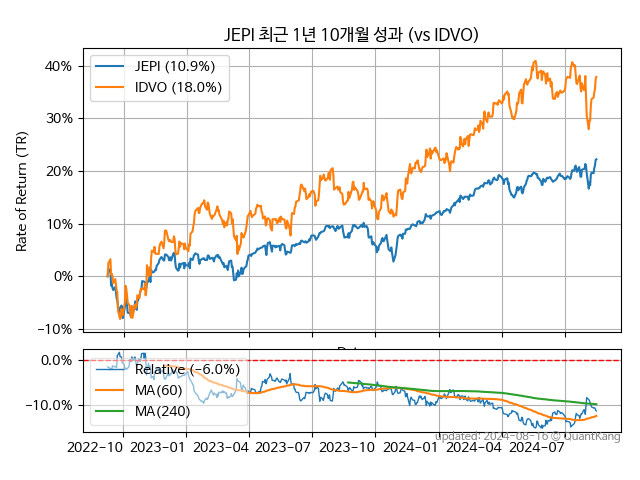 JEPI 최근 1년 10개월 성과 (vs IDVO)
JEPI (10.9%)
IDVO (18.0%)
Rate of Return (TR)
40%
30%
20%
10%
0%
−10%
0.0%
−10.0%
Relative (−6.0%)
MA(60)
MA(240)
2022-10 2023-01 2023-04 2023-07 2023-10 2024-01 2024-04 2024-07
Updated: 2024-08-16 © QuantKang